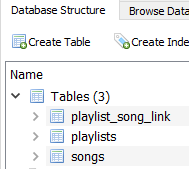 Database Structure Browse Data
Create Table Create Inde
Name
Tables (3)
playlist_song_link
playlists
songs